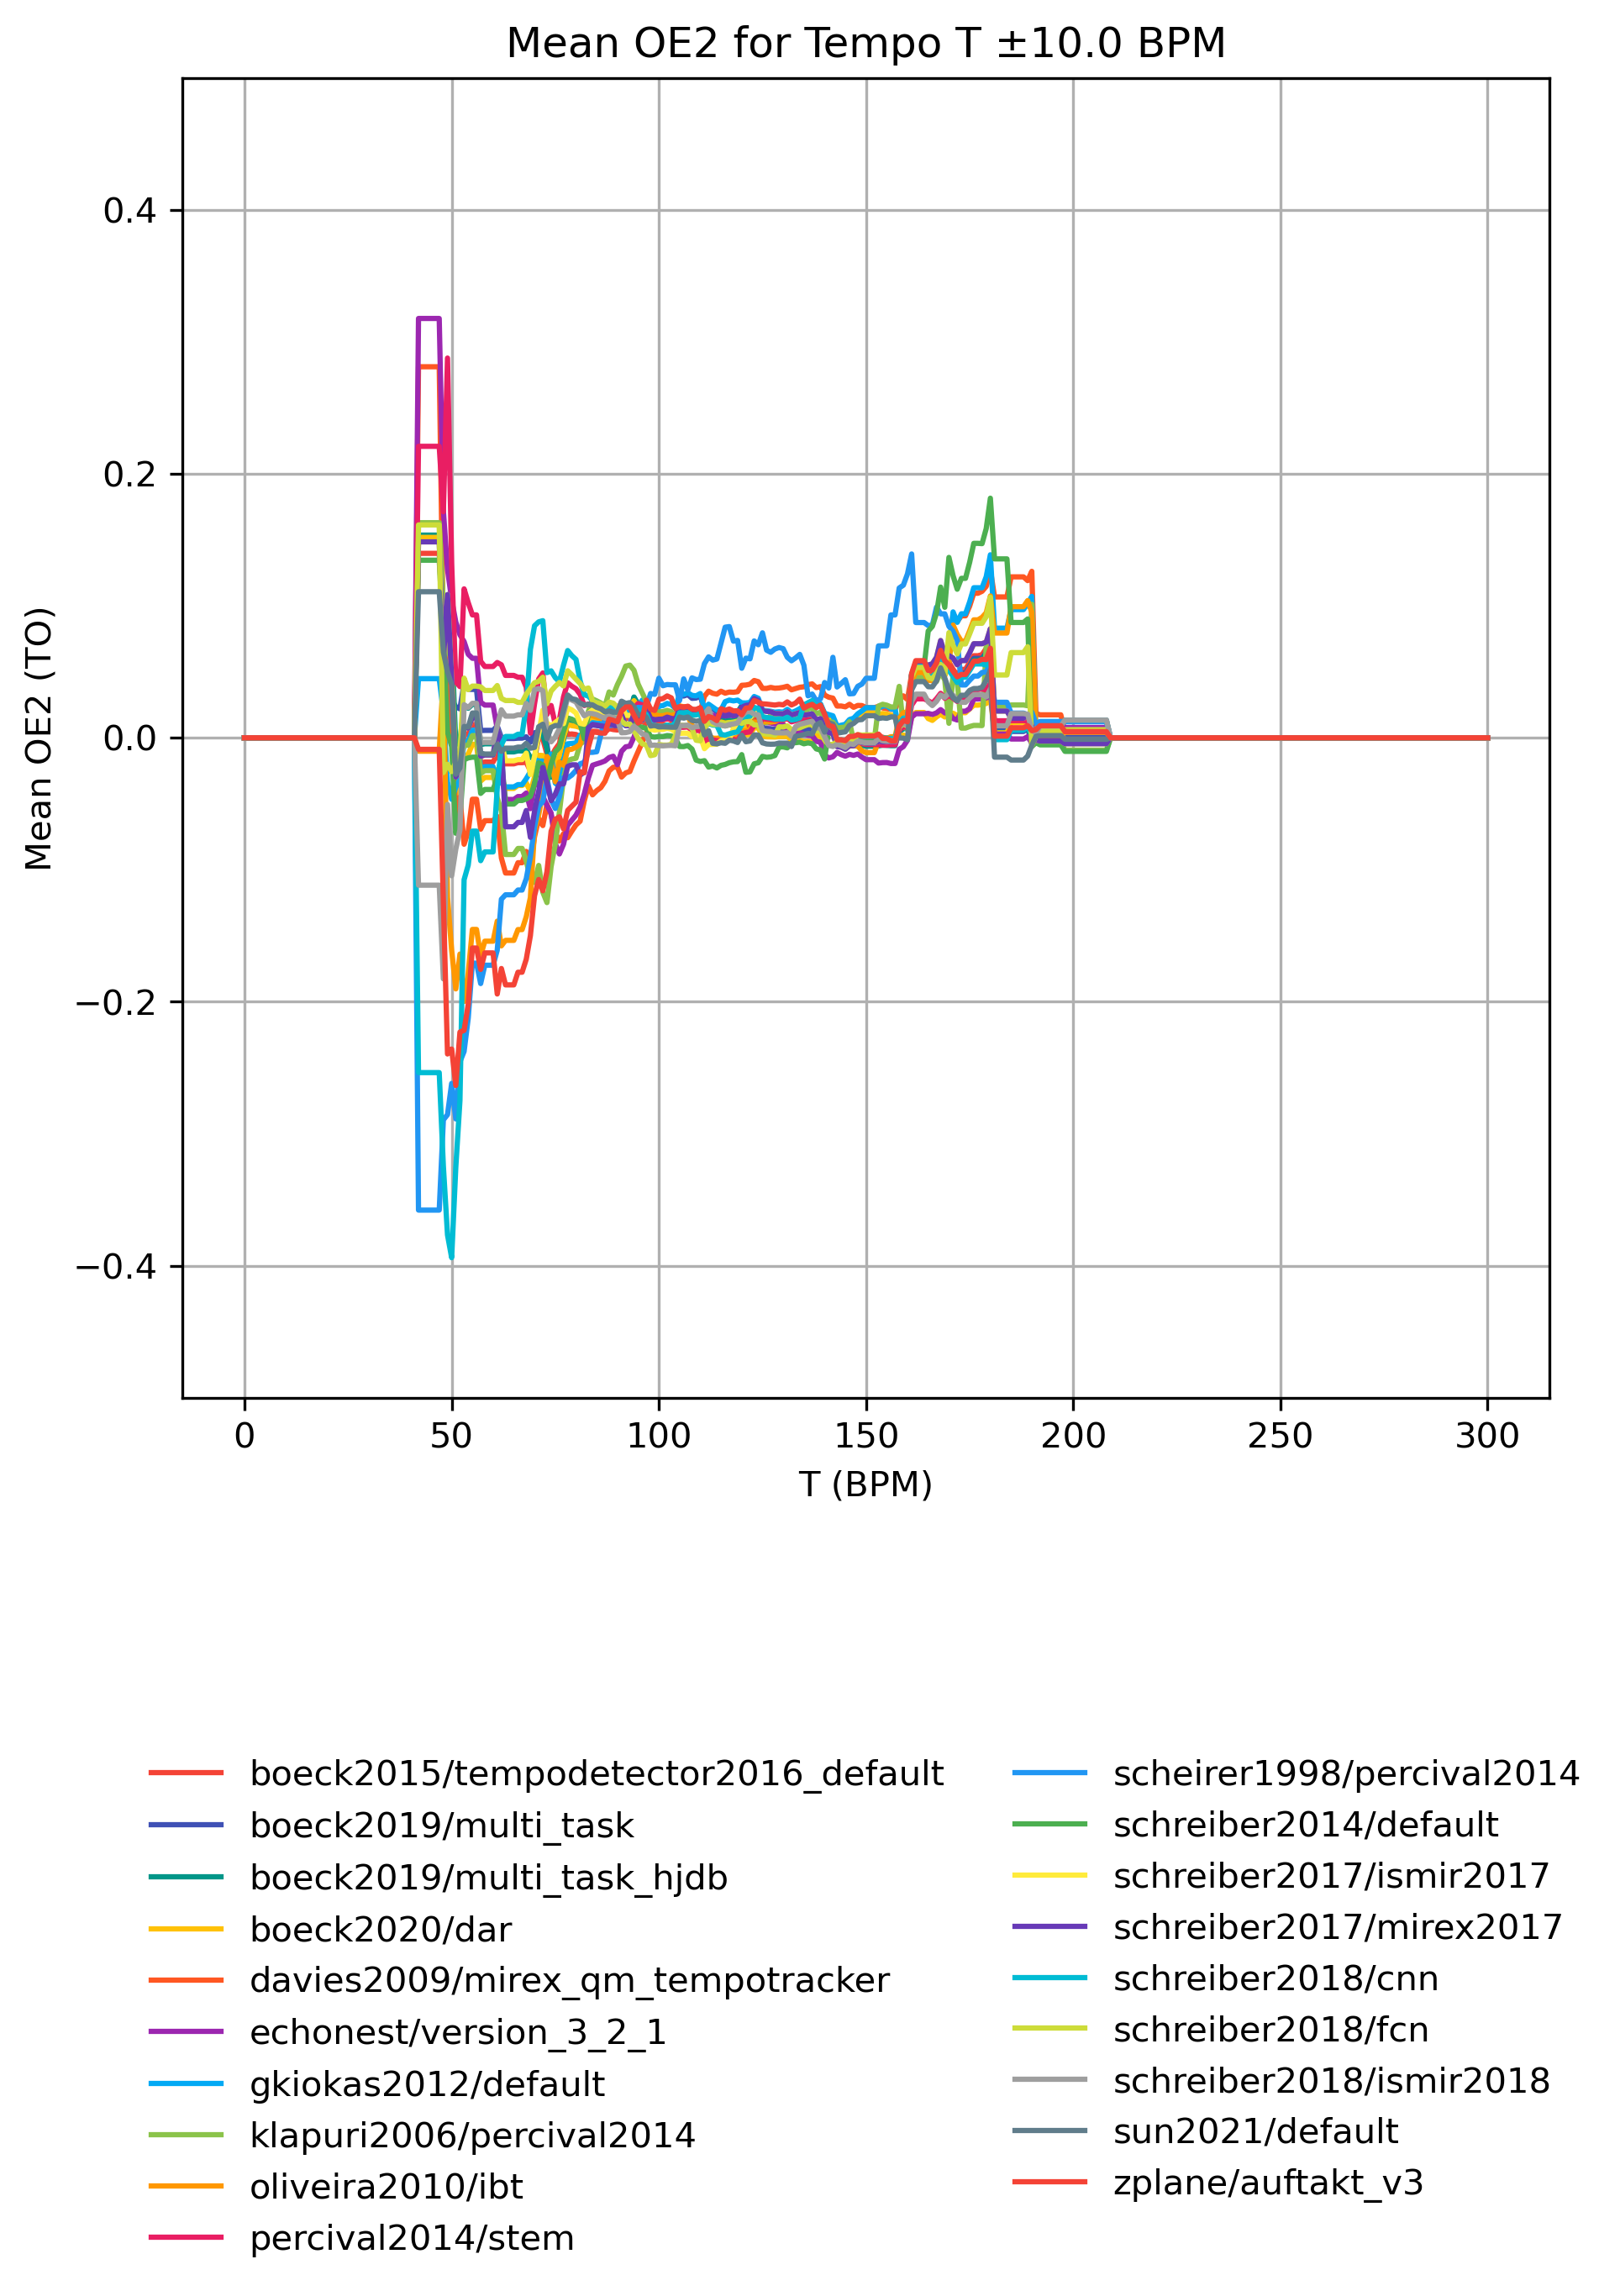 Mean OE2 for Tempo T ±10.0 BPM
Mean OE2 (TO)
0.4
0.2
0.0
−0.2
−0.4
0 50 100 150 200 250 300
T (BPM)
boeck2015/tempodetector2016_default
boeck2019/multi_task
boeck2019/multi_task_hjdb
boeck2020/dar
davies2009/mirex_qm_tempotracker
echonest/version_3_2_1
gkiokas2012/default
klapuri2006/percival2014
oliveira2010/ibt
percival2014/stem
scheirer1998/percival2014
schreiber2014/default
schreiber2017/ismir2017
schreiber2017/mirex2017
schreiber2018/cnn
schreiber2018/fcn
schreiber2018/ismir2018
sun2021/default
zplane/auftakt_v3